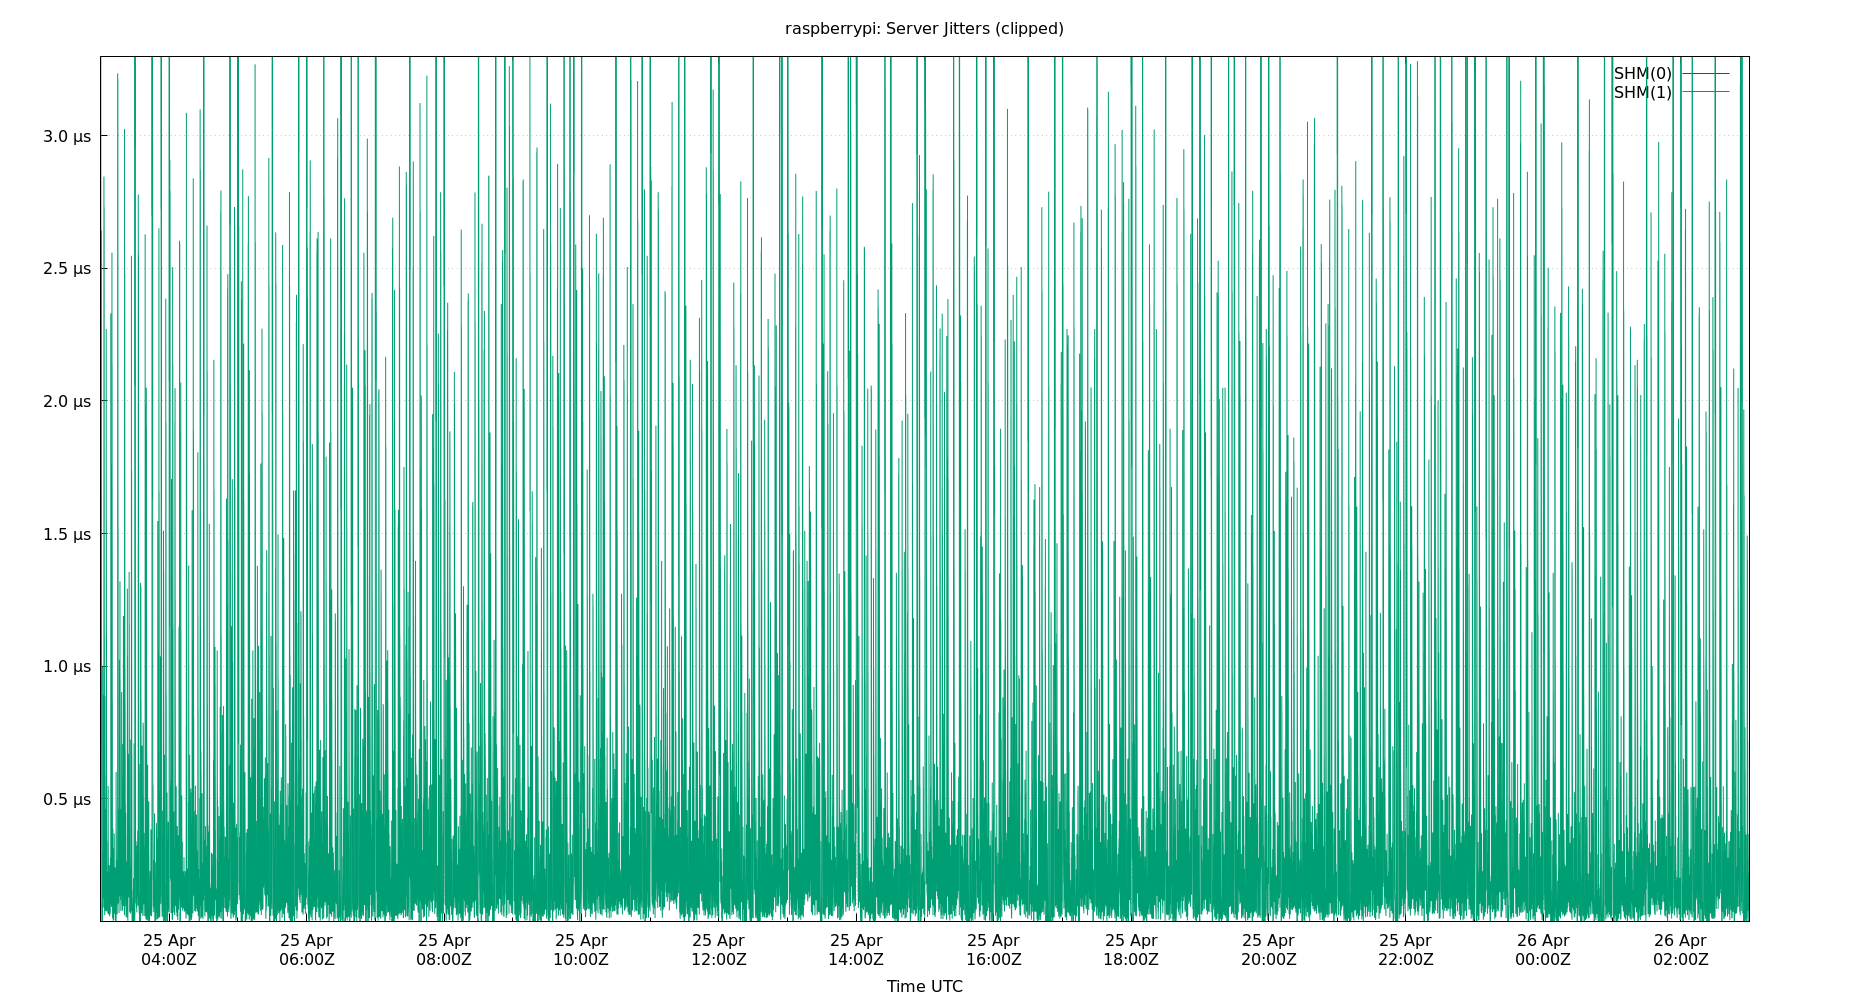 raspberrypi: Server Jitters (clipped)
SHM(0)
SHM(1)
3.0 µs
2.5 µs
2.0 µs
1.5 µs
1.0 µs
0.5 µs
25 Apr 25 Apr 25 Apr 25 Apr 25 Apr 25 Apr 25 Apr 25 Apr 25 Apr 25 Apr 26 Apr 26 Apr
04:00Z 06:00Z 08:00Z 10:00Z 12:00Z 14:00Z 16:00Z 18:00Z 20:00Z 22:00Z 00:00Z 02:00Z
Time UTC